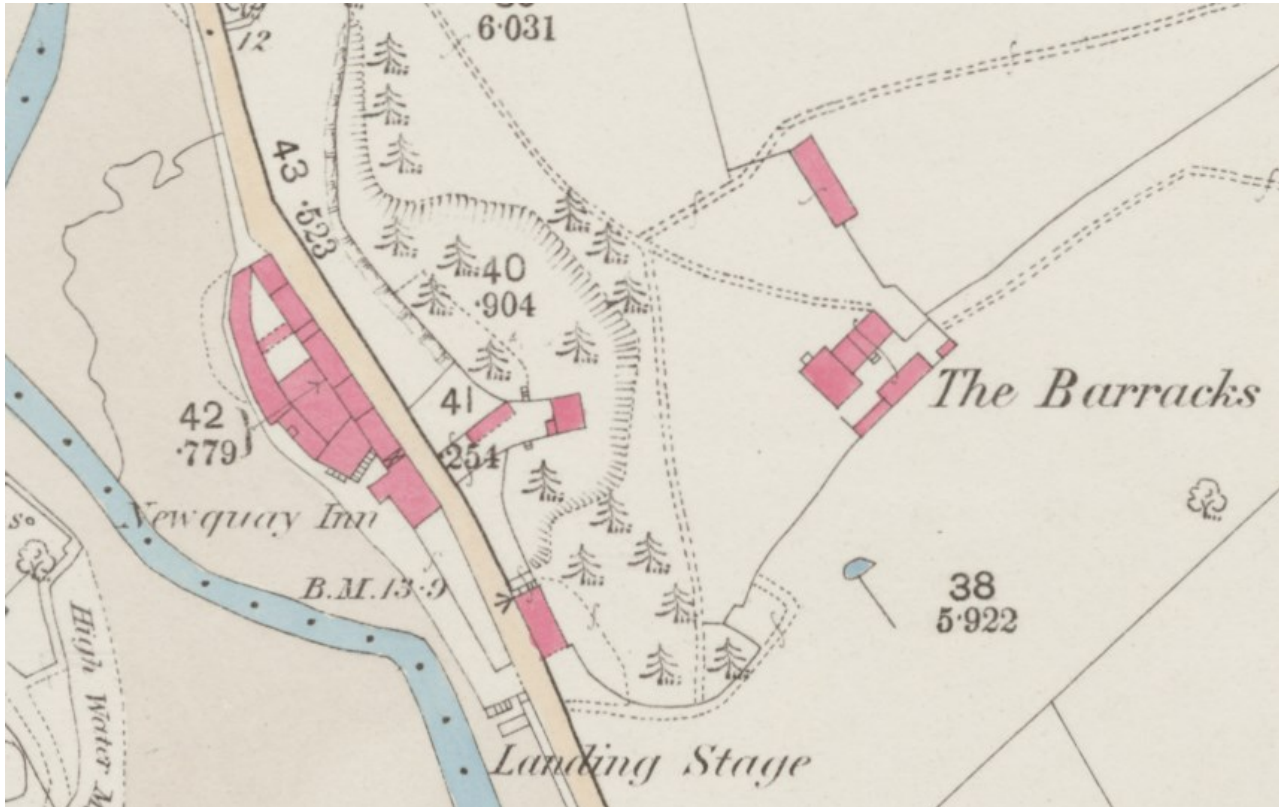 6·031
12
43
·523
40
·904
41
·254
42
·779
The Barracks
Newquay Inn
B.M.13·9
38
5·922
High Water
Landing Stage